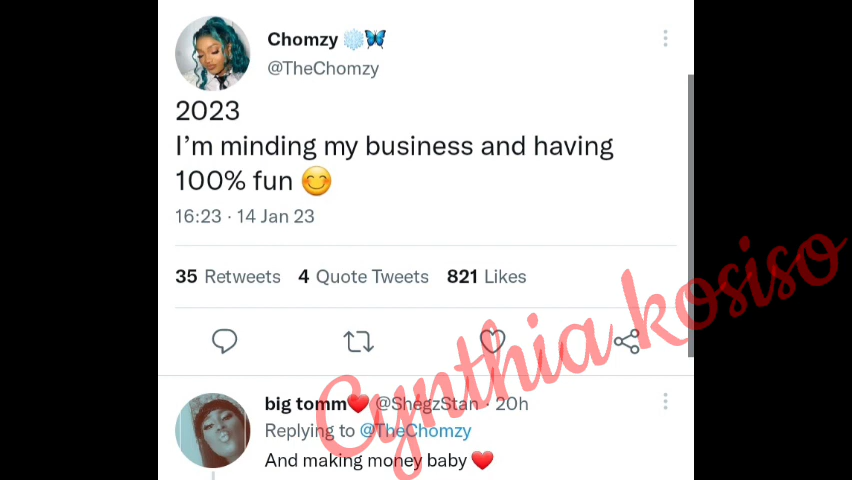 Chomzy ❄️🦋
@TheChomzy
2023
I’m minding my business and having
100% fun 😊
16:23 · 14 Jan 23
35 Retweets 4 Quote Tweets 821 Likes
big tomm❤️ @ShegzStan · 20h
Replying to @TheChomzy
And making money baby ❤️
Cynthia kosiso